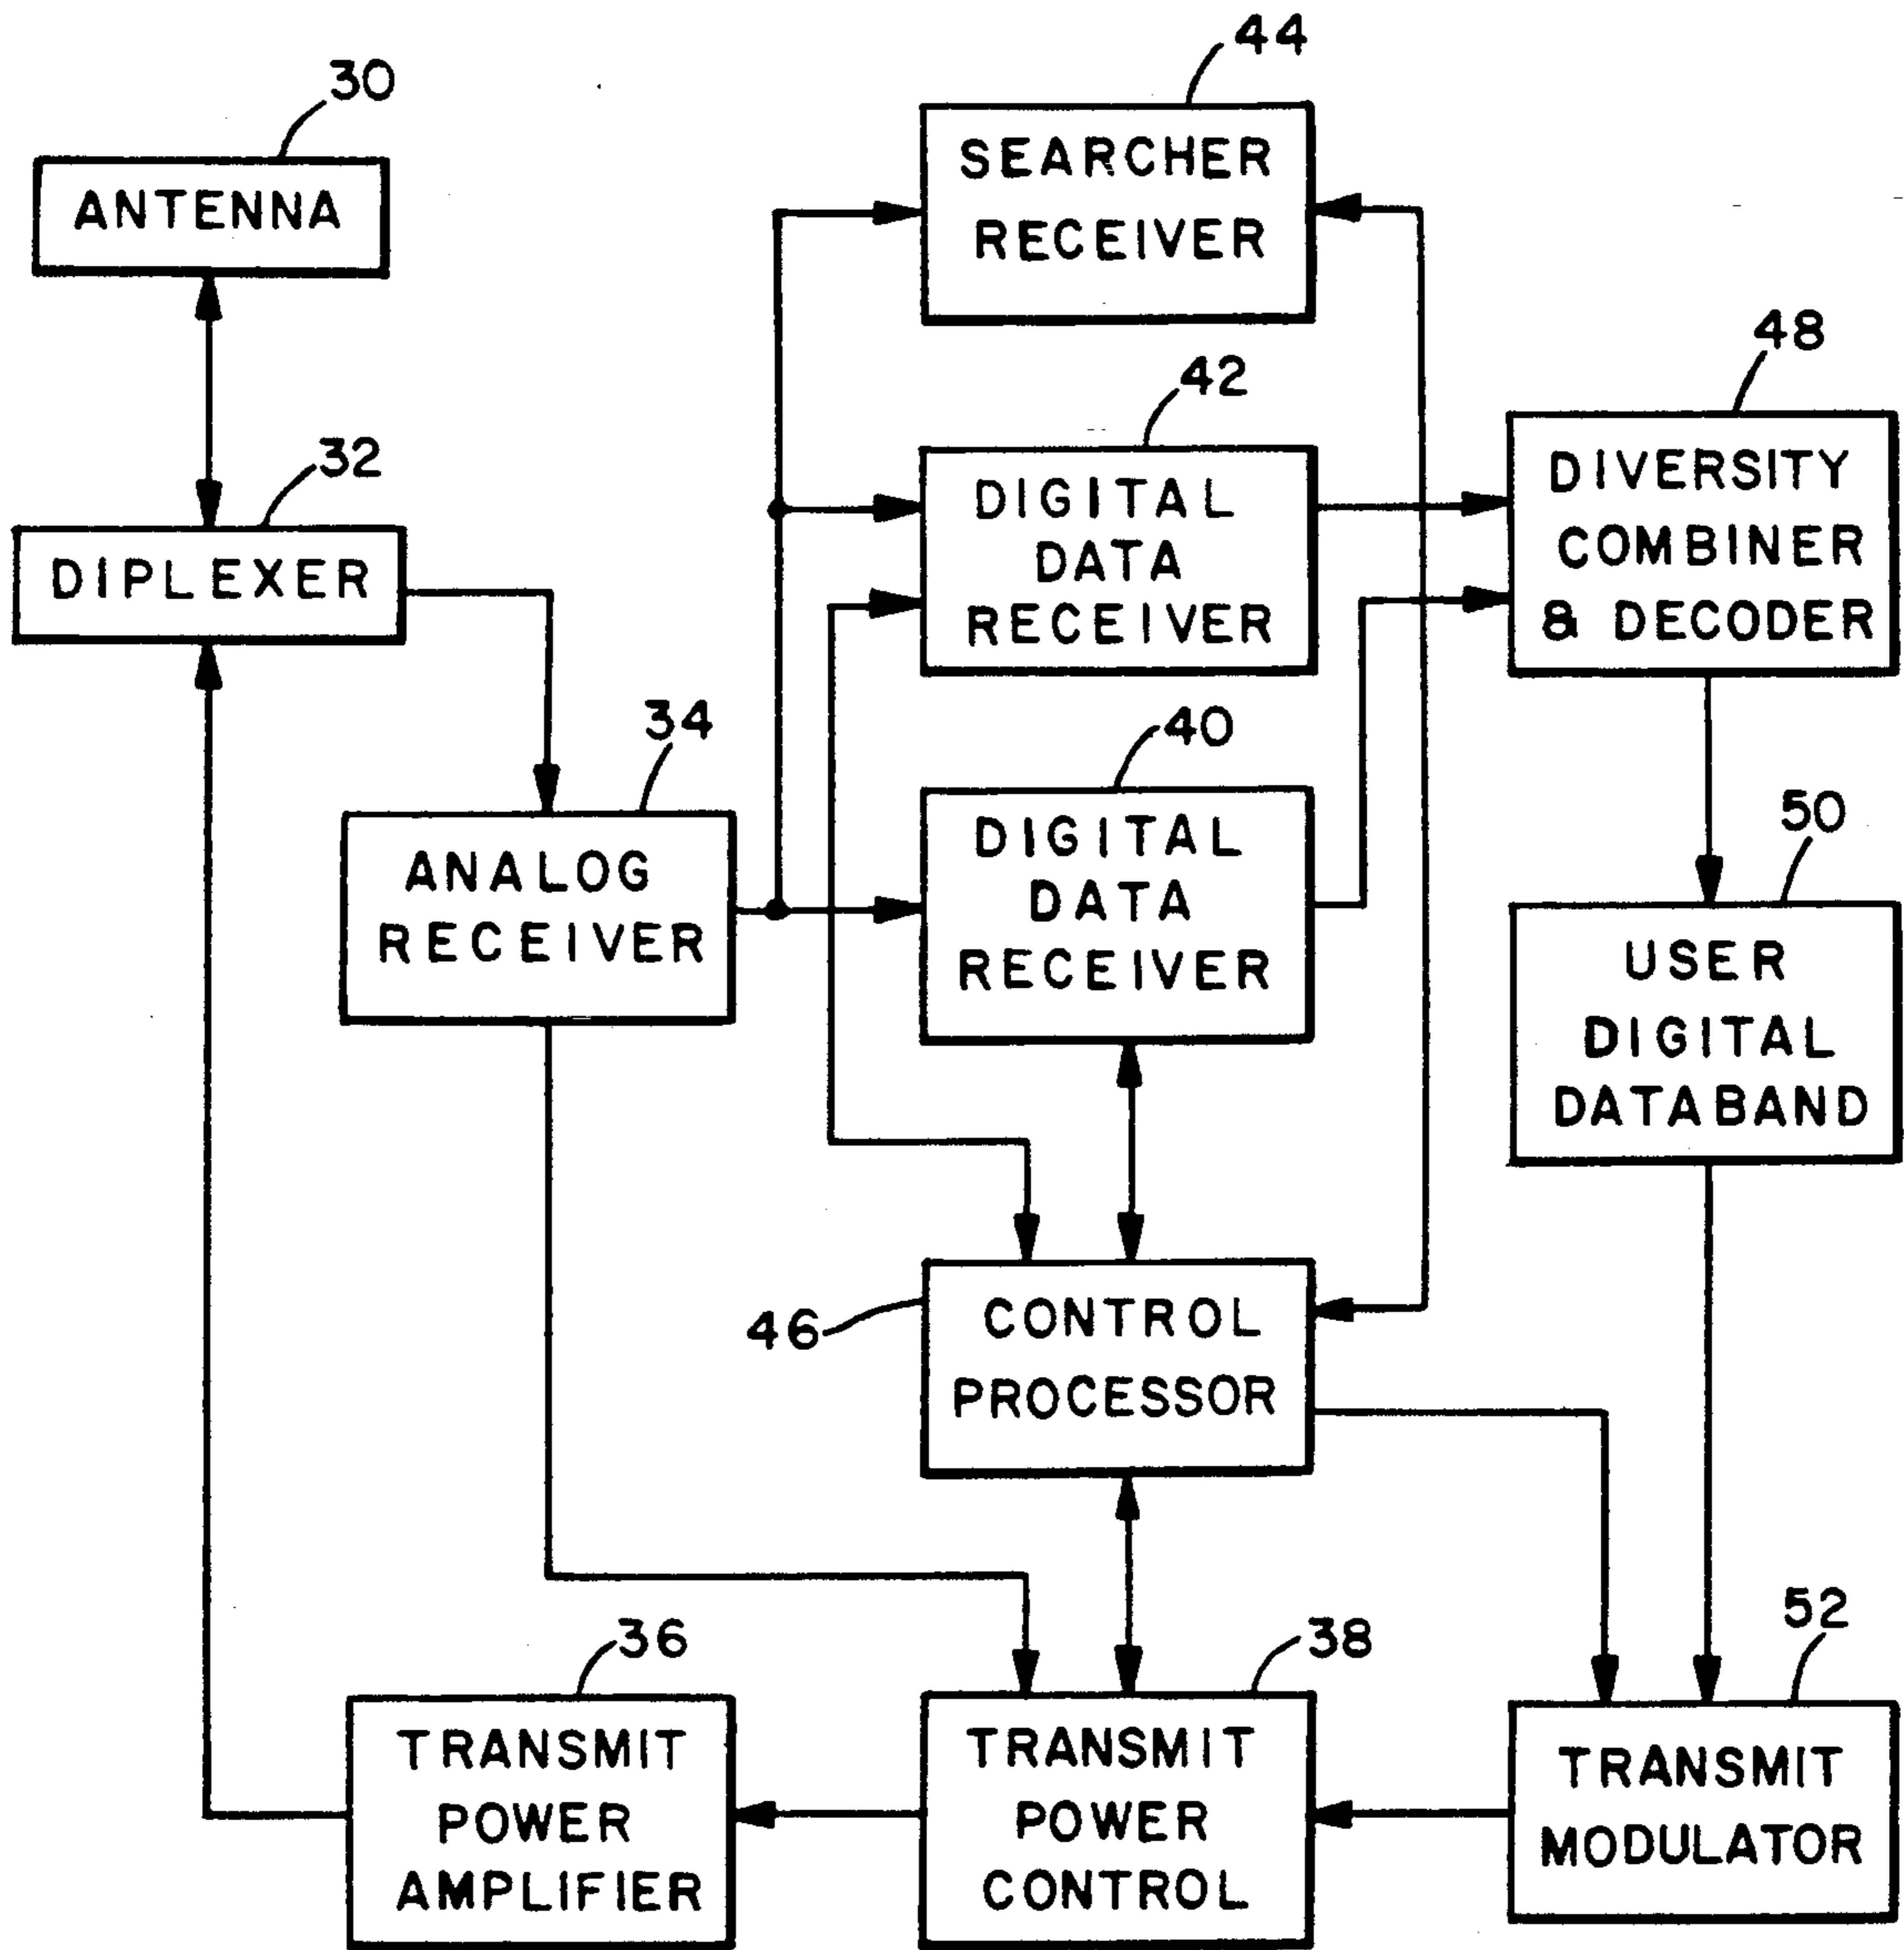 44
30
SEARCHER
RECEIVER
ANTENNA
48
42
32
DIVERSITY
COMBINER
& DECODER
DIGITAL
DATA
RECEIVER
DIPLEXER
34
40
50
ANALOG
RECEIVER
DIGITAL
DATA
RECEIVER
USER
DIGITAL
DATABAND
46
CONTROL
PROCESSOR
36
38
52
TRANSMIT
POWER
AMPLIFIER
TRANSMIT
POWER
CONTROL
TRANSMIT
MODULATOR